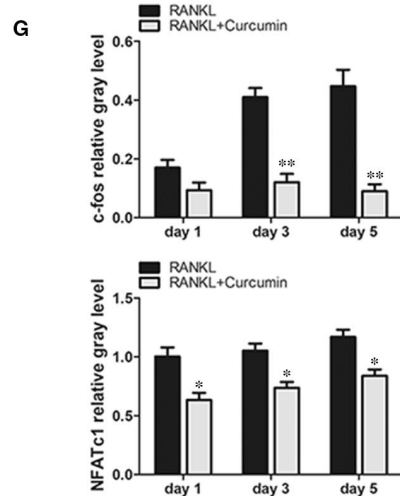 G
RANKL
RANKL+Curcumin
c-fos relative gray level
0.6
0.4
0.2
0.0
**
**
day 1
day 3
day 5
RANKL
RANKL+Curcumin
NFATc1 relative gray level
1.5
1.0
0.5
0.0
*
*
*
day 1
day 3
day 5